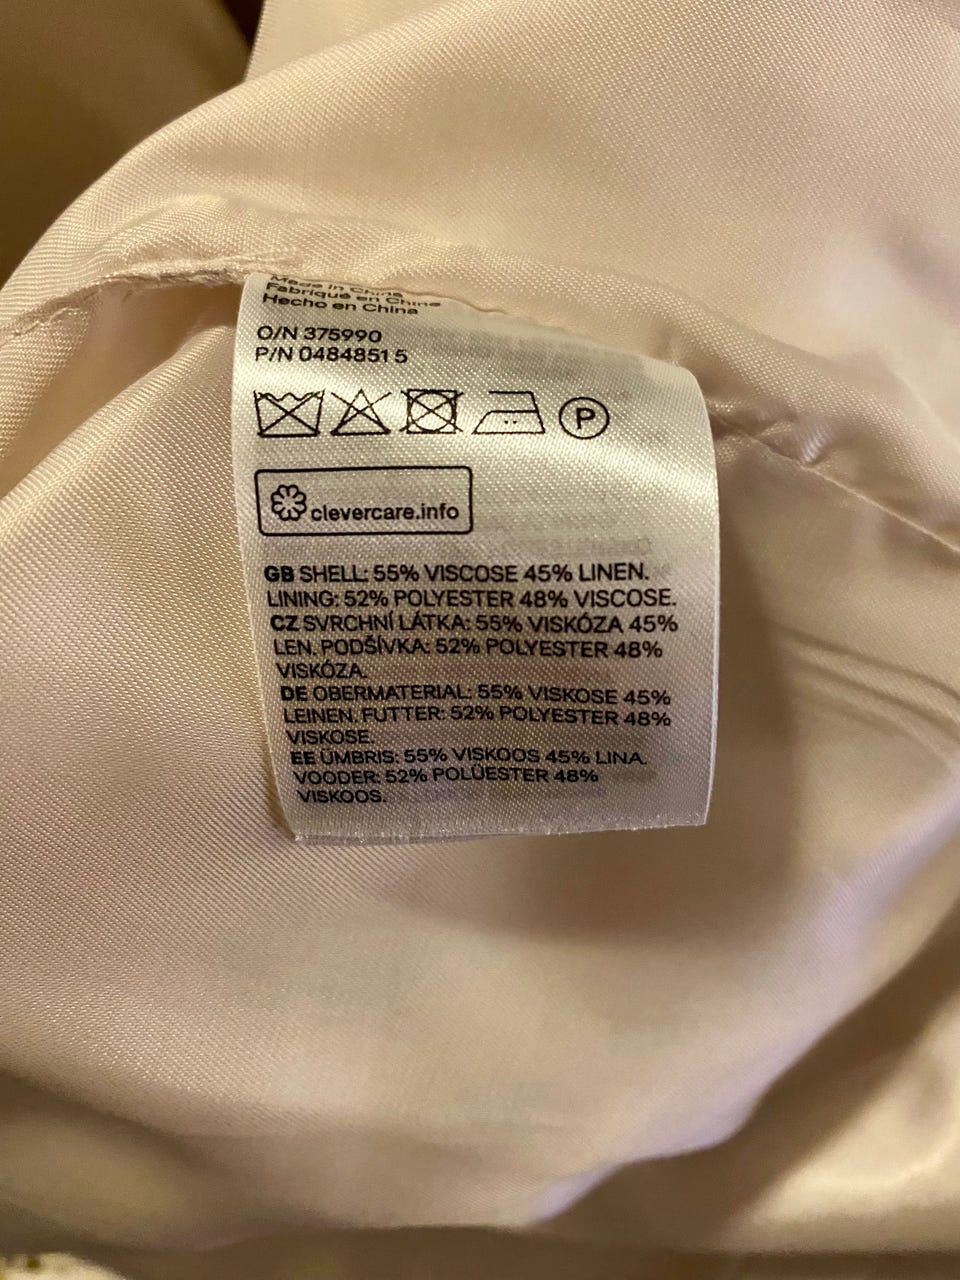 Made in China
Fabriqué en Chine
Hecho en China
O/N 375990
P/N 0484851 5
P
clevercare.info
GB SHELL: 55% VISCOSE 45% LINEN.
LINING: 52% POLYESTER 48% VISCOSE.
CZ SVRCHNÍ LÁTKA: 55% VISKÓZA 45%
LEN. PODŠÍVKA: 52% POLYESTER 48%
VISKÓZA.
DE OBERMATERIAL: 55% VISKOSE 45%
LEINEN. FUTTER: 52% POLYESTER 48%
VISKOSE.
EE ÜMBRIS: 55% VISKOOS 45% LINA.
VOODER: 52% POLÜESTER 48%
VISKOOS.